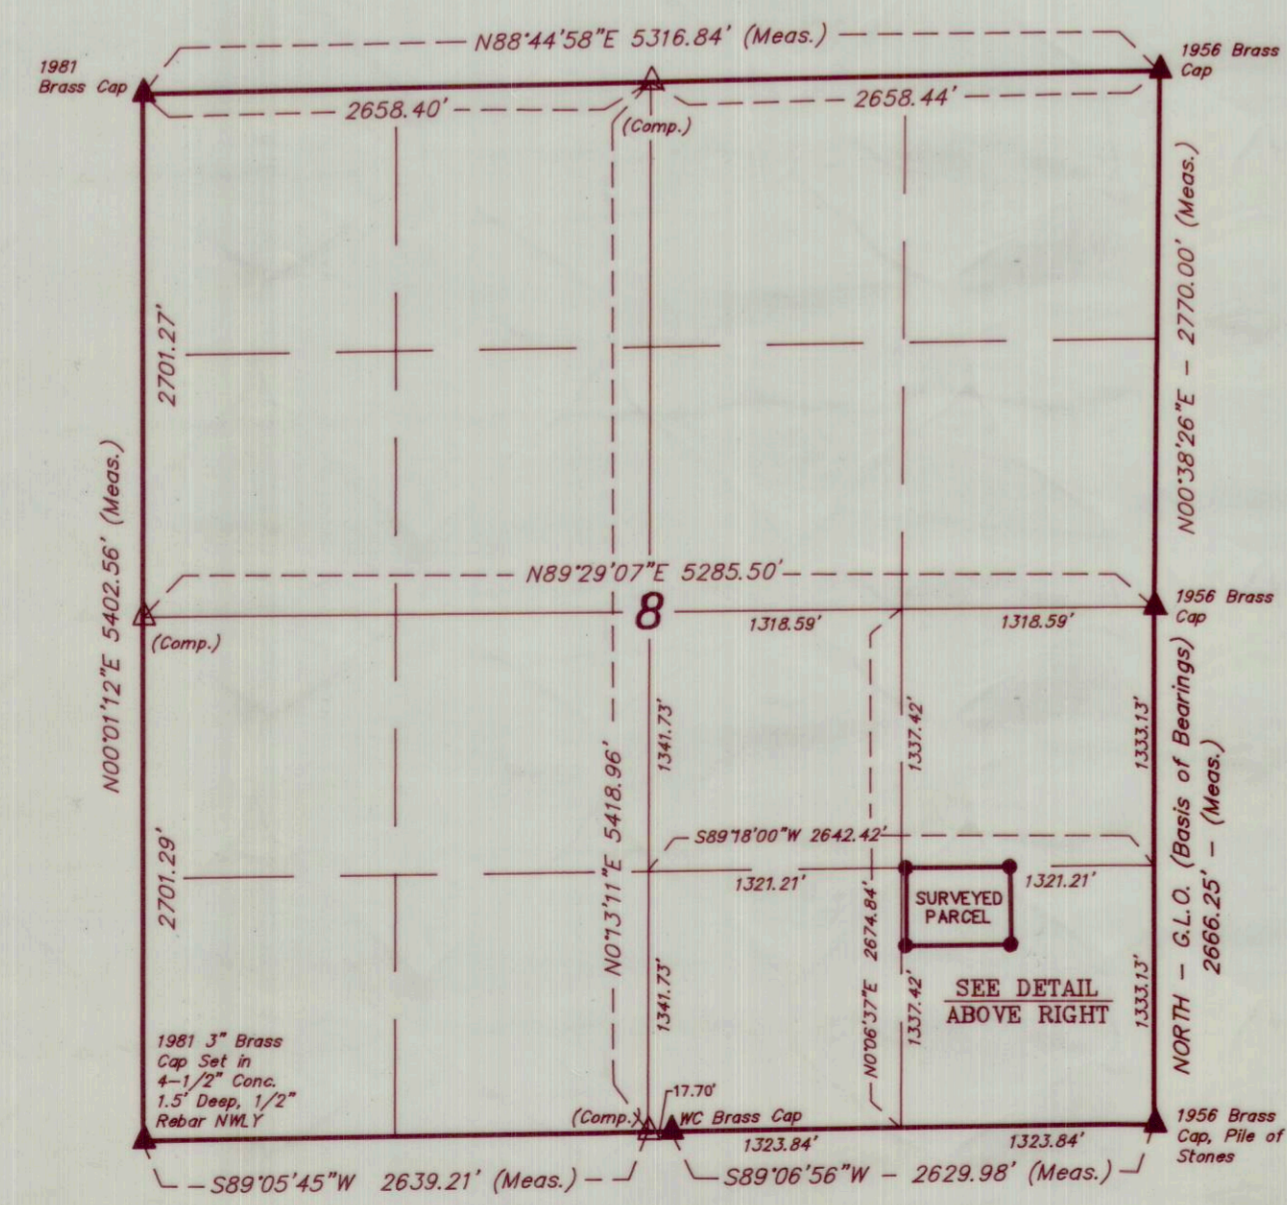 N88°44'58"E 5316.84' (Meas.)
1981
Brass Cap
1956 Brass
Cap
2658.40'
2658.44'
(Comp.)
N00°38'26"E - 2770.00' (Meas.)
2701.27'
N00°01'12"E 5402.56' (Meas.)
N89°29'07"E 5285.50'
8
1318.59'
1318.59'
1956 Brass
Cap
(Comp.)
N0°13'11"E 5418.96'
1341.73'
1337.42'
1333.13'
NORTH - G.L.O. (Basis of Bearings)
2666.25' - (Meas.)
S89°18'00"W 2642.42'
1321.21'
1321.21'
SURVEYED
PARCEL
2701.29'
N0°06'37"E 2674.84'
1341.73'
1337.42'
1333.13'
SEE DETAIL
ABOVE RIGHT
1981 3" Brass
Cap Set in
4-1/2" Conc.
1.5' Deep, 1/2"
Rebar NWLY
(Comp.)
17.70'
WC Brass Cap
1323.84'
1323.84'
1956 Brass
Cap, Pile of
Stones
S89°05'45"W 2639.21' (Meas.)
S89°06'56"W - 2629.98' (Meas.)